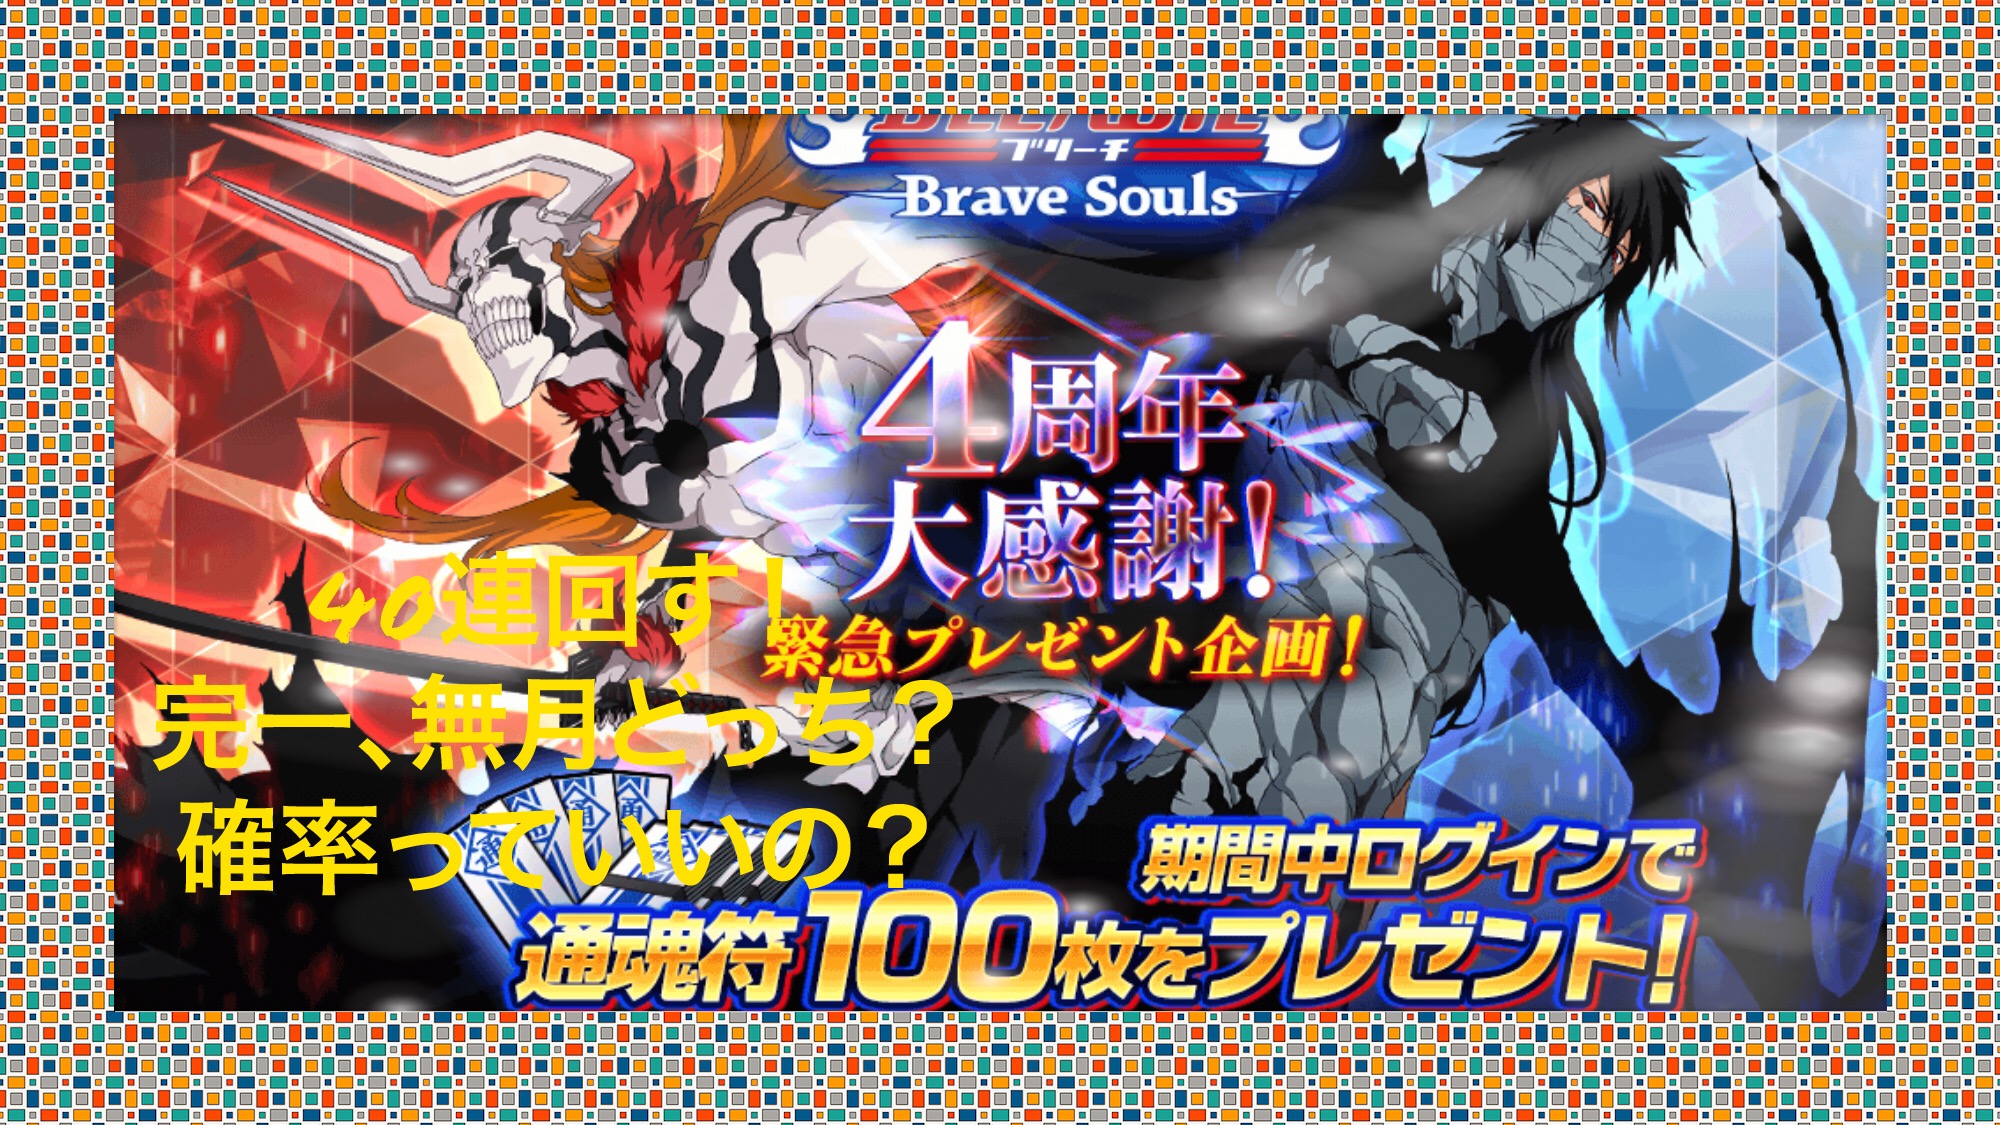 ブリーチ
Brave Souls
4周年
大感謝!
40連回す!
緊急プレゼント企画!
完一、無月どっち?
確率っていいの?
期間中ログインで
通魂符100枚をプレゼント!